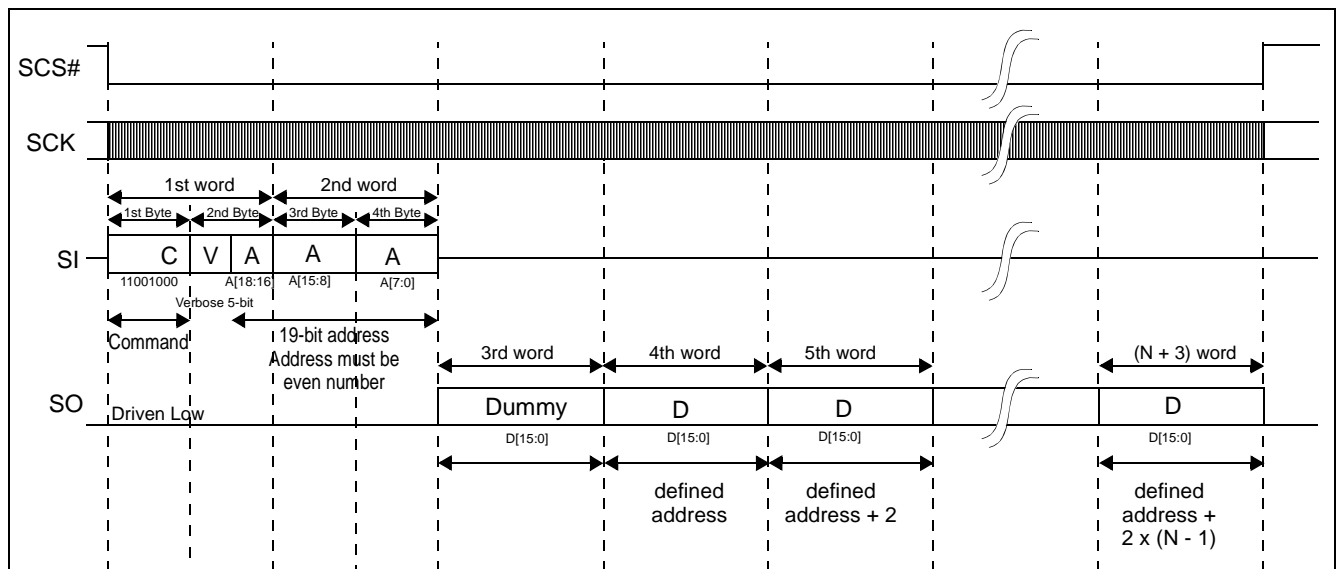 SCS#
SCK
1st word
2nd word
1st Byte
2nd Byte
3rd Byte
4th Byte
SI
C
V
A
A
A
11001000
A[18:16]
A[15:8]
A[7:0]
Verbose 5-bit
Command
19-bit address
Address must be
even number
3rd word
4th word
5th word
(N + 3) word
SO
Driven Low
Dummy
D
D
D
D[15:0]
D[15:0]
D[15:0]
D[15:0]
defined
address
defined
address + 2
defined
address +
2 x (N - 1)